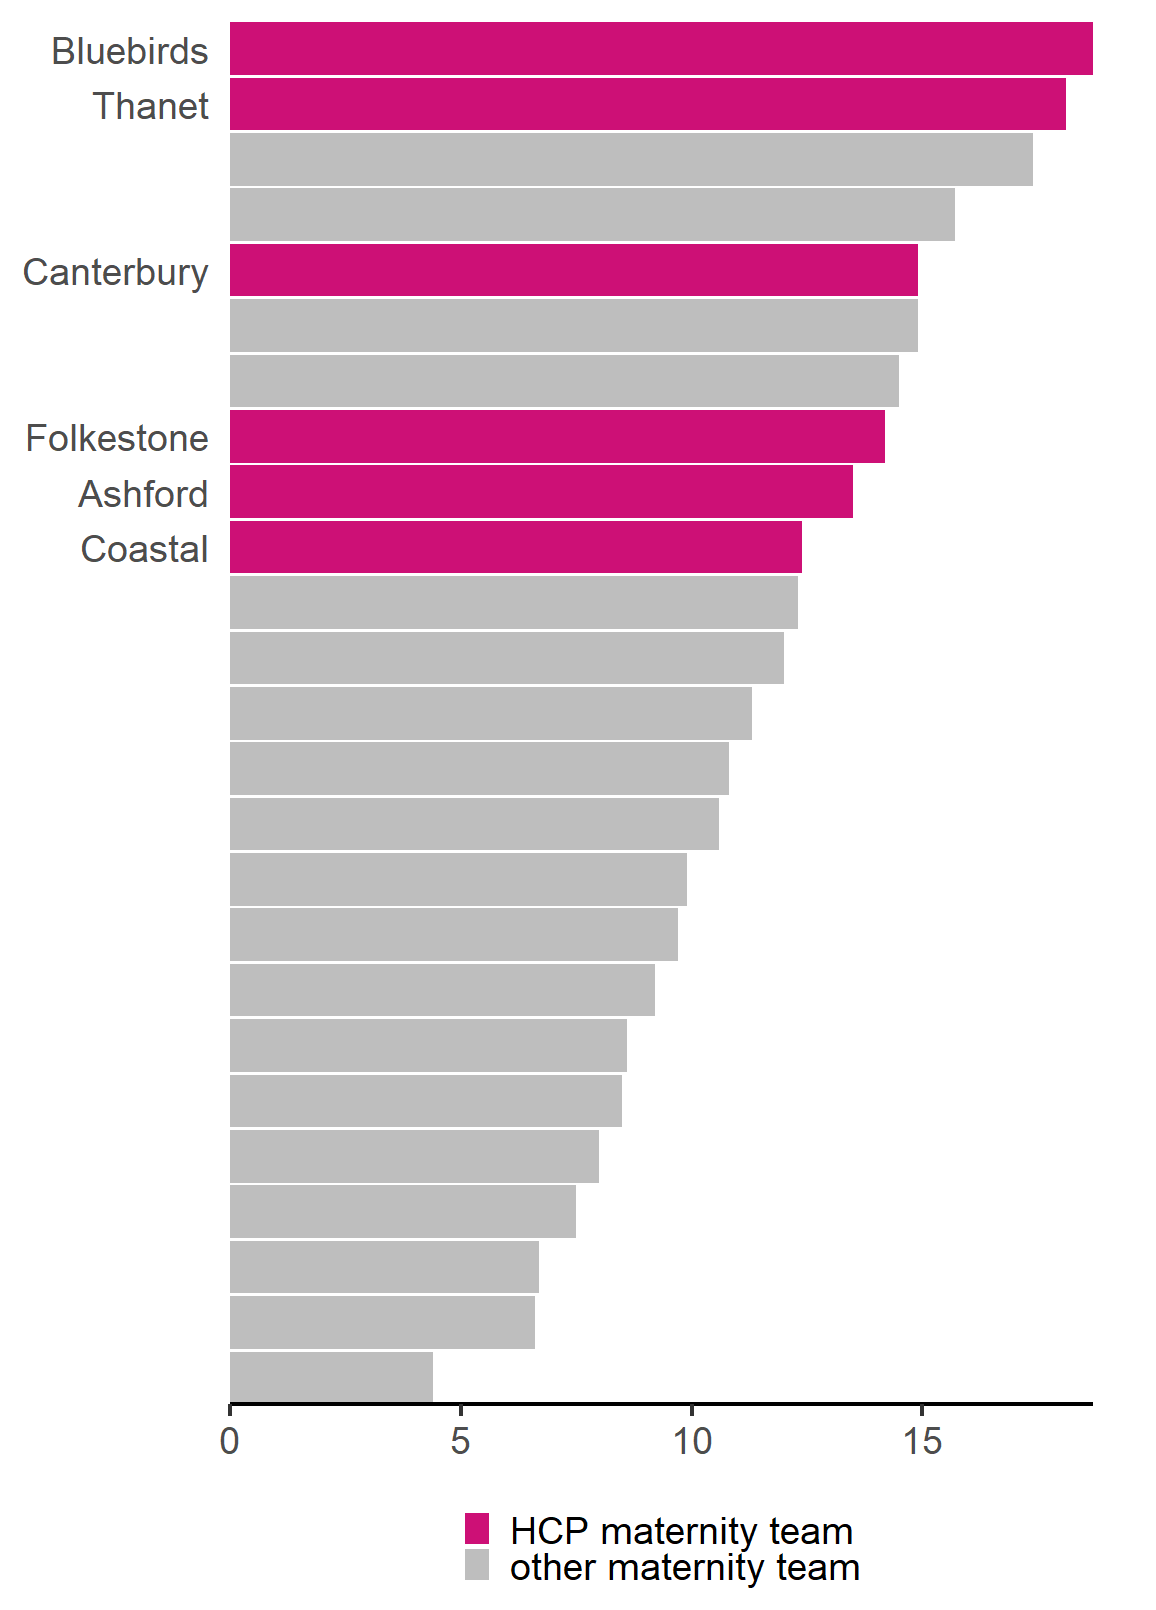 Bluebirds
Thanet
Canterbury
Folkestone
Ashford
Coastal
0 5 10 15
HCP maternity team
other maternity team